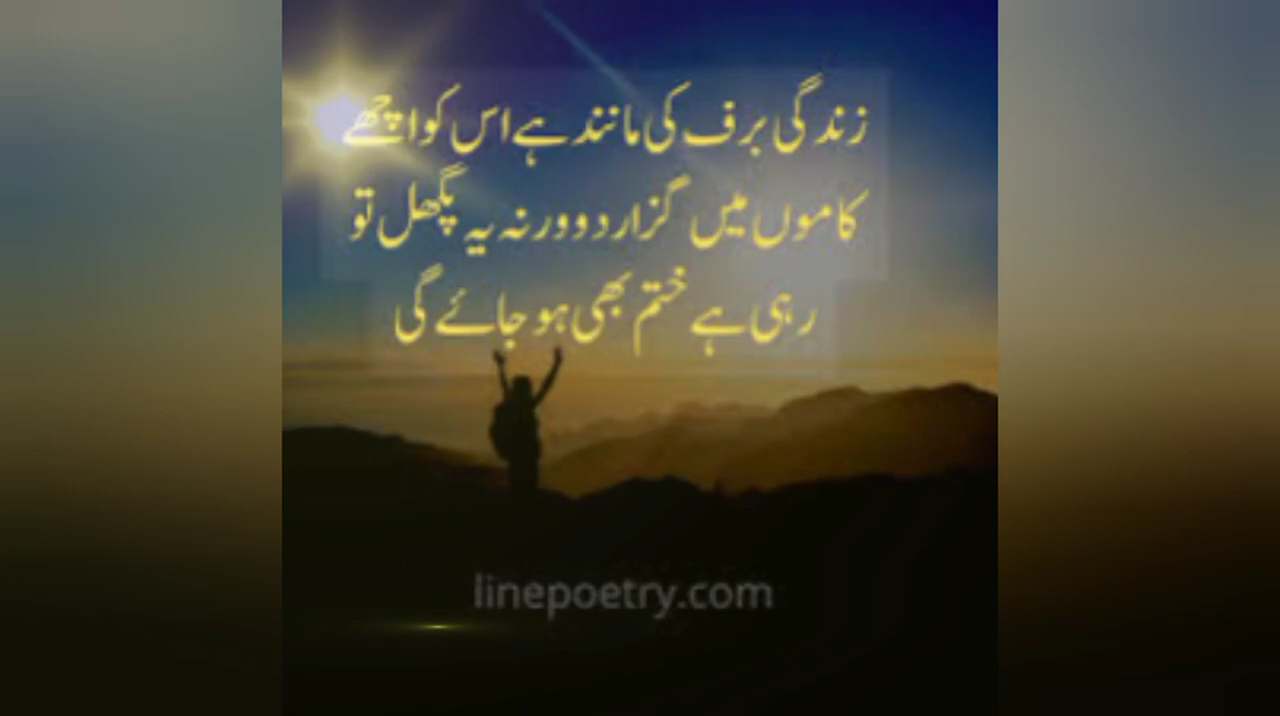 زندگی برف کی مانند ہے اس کو اچھے
کاموں میں گزار دو ورنہ یہ پگھل تو
رہی ہے ختم بھی ہو جائے گی
linepoetry.com